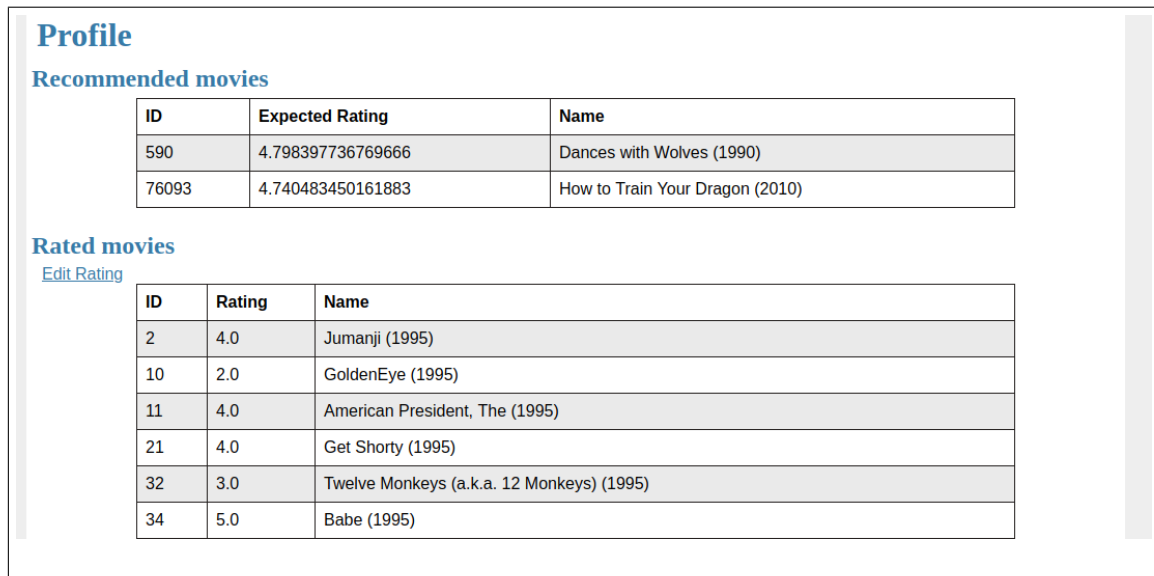 Profile
Recommended movies
ID Expected Rating Name
590 4.798397736769666 Dances with Wolves (1990)
76093 4.740483450161883 How to Train Your Dragon (2010)
Rated movies
Edit Rating
ID Rating Name
2 4.0 Jumanji (1995)
10 2.0 GoldenEye (1995)
11 4.0 American President, The (1995)
21 4.0 Get Shorty (1995)
32 3.0 Twelve Monkeys (a.k.a. 12 Monkeys) (1995)
34 5.0 Babe (1995)